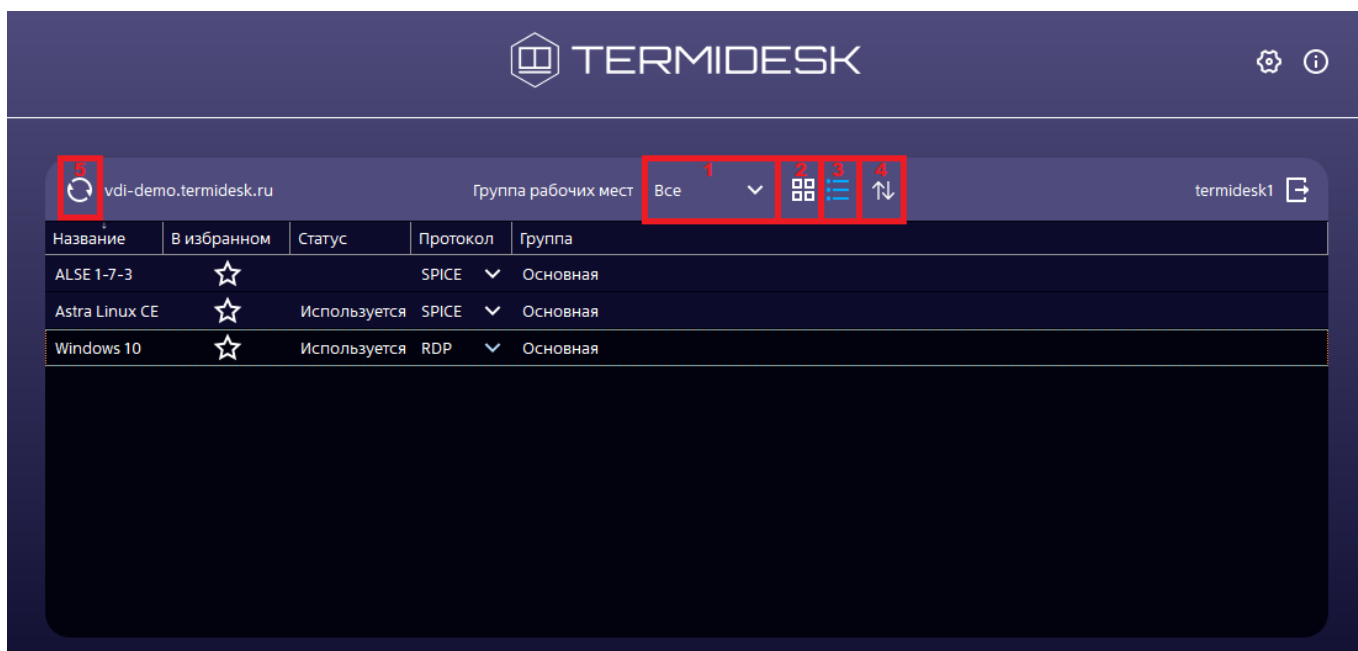 TERMIDESK
5 1 2 3 4
vdi-demo.termidesk.ru Группа рабочих мест Все termidesk1
Название В избранном Статус Протокол Группа
ALSE 1-7-3 SPICE Основная
Astra Linux CE Используется SPICE Основная
Windows 10 Используется RDP Основная